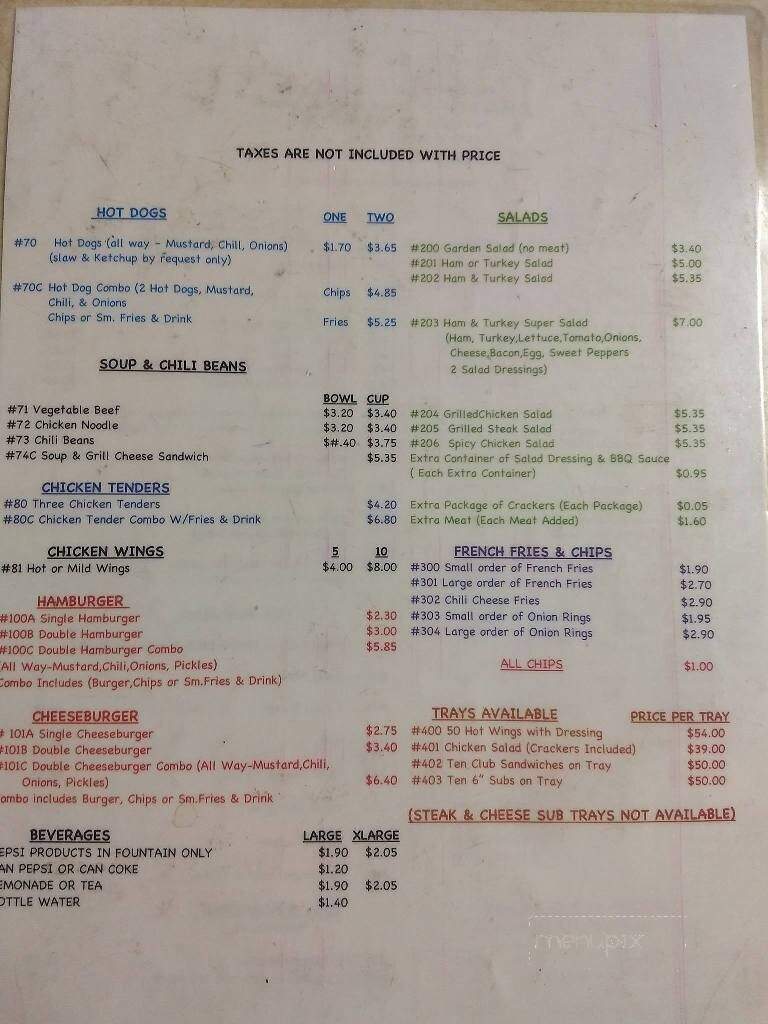 TAXES ARE NOT INCLUDED WITH PRICE
HOT DOGS ONE TWO
#70 Hot Dogs (all way - Mustard, Chill, Onions) $1.70 $3.65
(slaw & Ketchup by request only)
#70C Hot Dog Combo (2 Hot Dogs, Mustard, Chips $4.85
Chili, & Onions
Chips or Sm. Fries & Drink Fries $5.25
SOUP & CHILI BEANS
BOWL CUP
#71 Vegetable Beef $3.20 $3.40
#72 Chicken Noodle $3.20 $3.40
#73 Chili Beans $#.40 $3.75
#74C Soup & Grill Cheese Sandwich $5.35
CHICKEN TENDERS
#80 Three Chicken Tenders $4.20
#80C Chicken Tender Combo W/Fries & Drink $6.80
CHICKEN WINGS 5 10
#81 Hot or Mild Wings $4.00 $8.00
HAMBURGER
#100A Single Hamburger $2.30
#100B Double Hamburger $3.00
#100C Double Hamburger Combo $5.85
All Way-Mustard,Chili,Onions, Pickles)
Combo Includes (Burger,Chips or Sm.Fries & Drink)
CHEESEBURGER
# 101A Single Cheeseburger $2.75
#101B Double Cheeseburger $3.40
#101C Double Cheeseburger Combo (All Way-Mustard,Chili,
Onions, Pickles) $6.40
ombo includes Burger, Chips or Sm.Fries & Drink
BEVERAGES LARGE XLARGE
EPSI PRODUCTS IN FOUNTAIN ONLY $1.90 $2.05
AN PEPSI OR CAN COKE $1.20
EMONADE OR TEA $1.90 $2.05
OTTLE WATER $1.40
SALADS
#200 Garden Salad (no meat) $3.40
#201 Ham or Turkey Salad $5.00
#202 Ham & Turkey Salad $5.35
#203 Ham & Turkey Super Salad $7.00
(Ham, Turkey,Lettuce,Tomato,Onions,
Cheese,Bacon,Egg, Sweet Peppers
2 Salad Dressings)
#204 GrilledChicken Salad $5.35
#205 Grilled Steak Salad $5.35
#206 Spicy Chicken Salad $5.35
Extra Container of Salad Dressing & BBQ Sauce
( Each Extra Container) $0.95
Extra Package of Crackers (Each Package) $0.05
Extra Meat (Each Meat Added) $1.60
FRENCH FRIES & CHIPS
#300 Small order of French Fries $1.90
#301 Large order of French Fries $2.70
#302 Chili Cheese Fries $2.90
#303 Small order of Onion Rings $1.95
#304 Large order of Onion Rings $2.90
ALL CHIPS $1.00
TRAYS AVAILABLE PRICE PER TRAY
#400 50 Hot Wings with Dressing $54.00
#401 Chicken Salad (Crackers Included) $39.00
#402 Ten Club Sandwiches on Tray $50.00
#403 Ten 6" Subs on Tray $50.00
(STEAK & CHEESE SUB TRAYS NOT AVAILABLE)
menupix